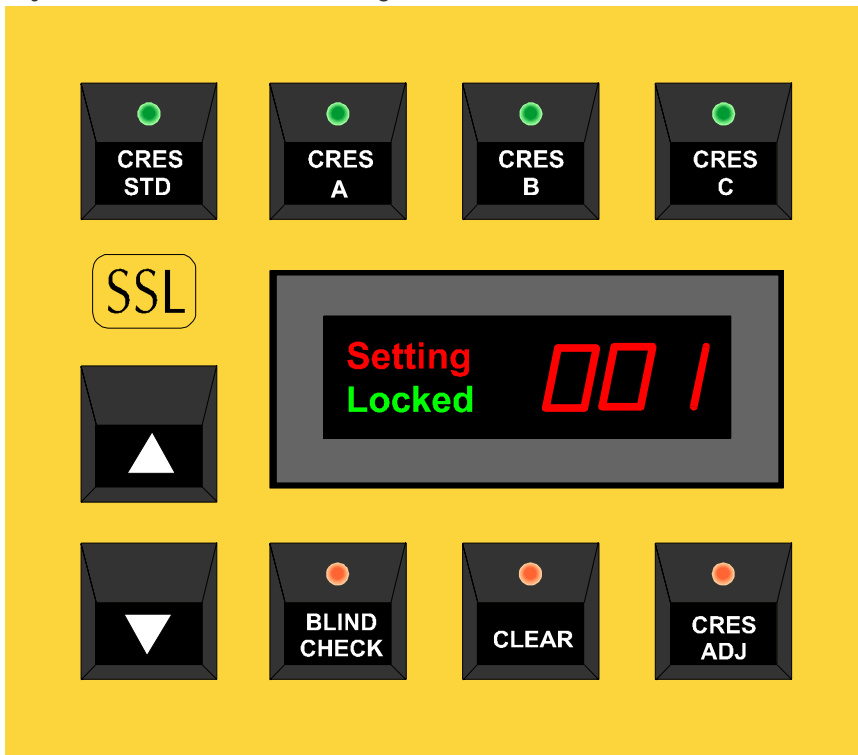 CRES
STD
CRES
A
CRES
B
CRES
C
SSL
Setting
Locked
001
BLIND
CHECK
CLEAR
CRES
ADJ